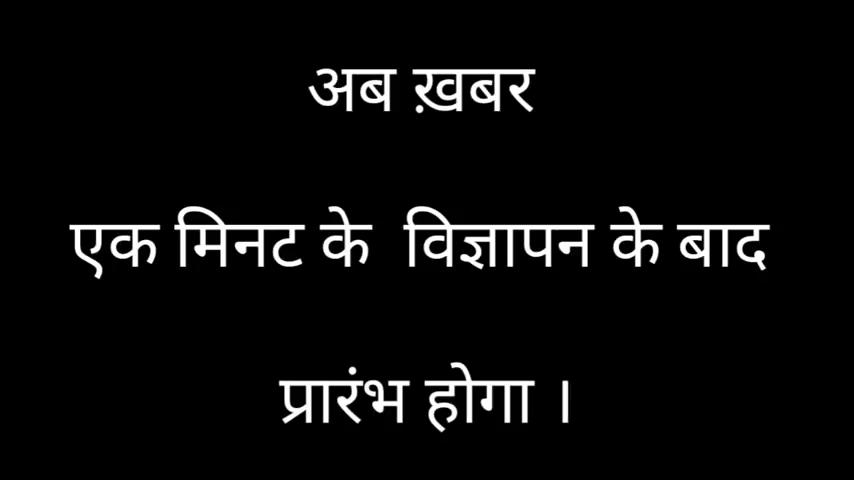 अब ख़बर
एक मिनट के विज्ञापन के बाद
प्रारंभ होगा ।